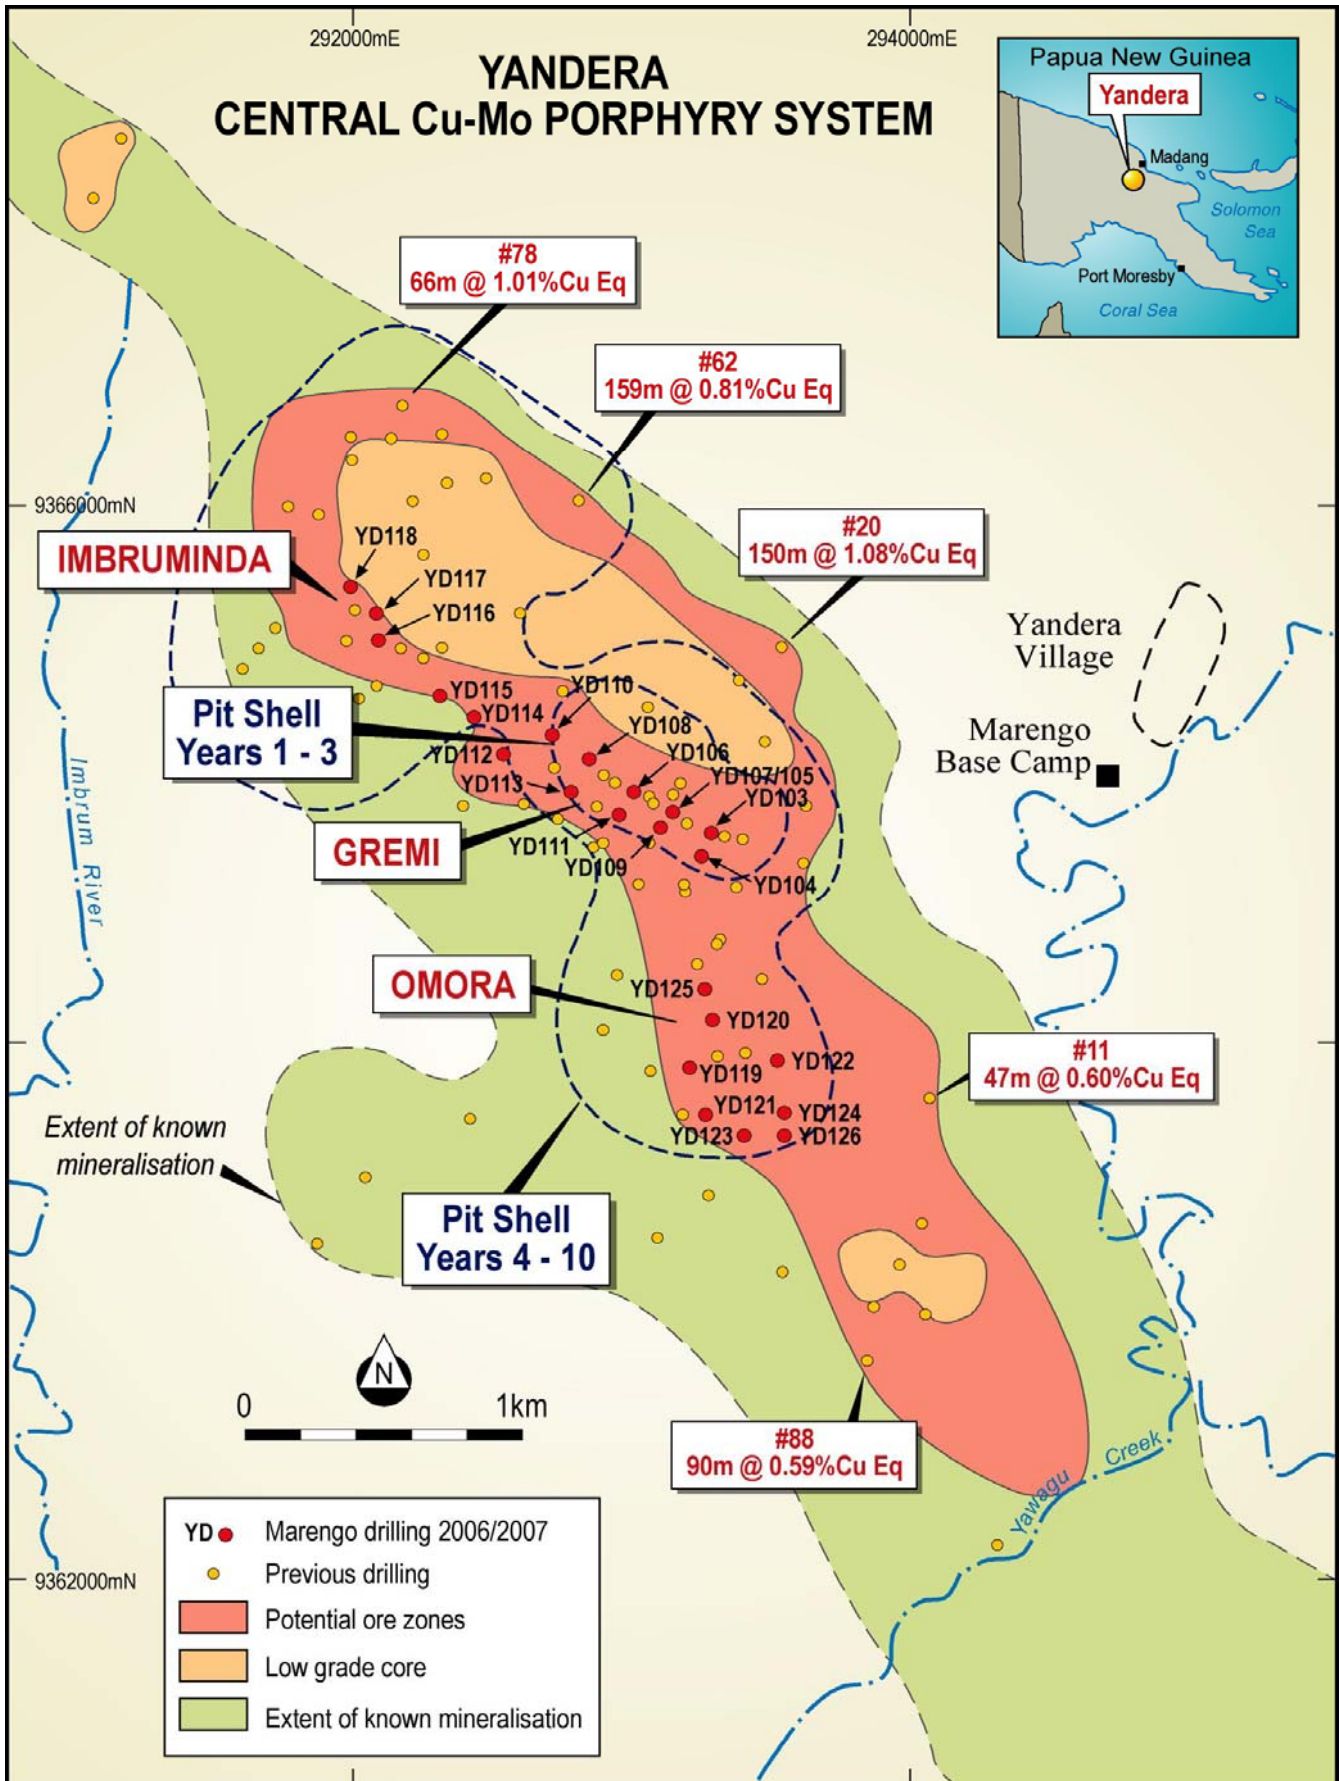 292000mE
294000mE
YANDERA
CENTRAL Cu-Mo PORPHYRY SYSTEM
Papua New Guinea
Yandera
Madang
Solomon
Sea
Port Moresby
Coral Sea
#78
66m @ 1.01%Cu Eq
#62
159m @ 0.81%Cu Eq
9366000mN
#20
150m @ 1.08%Cu Eq
IMBRUMINDA
YD118
YD117
YD116
Yandera
Village
YD115
YD110
YD114
Pit Shell
Years 1 - 3
YD108
Marengo
Base Camp
YD112
YD106
YD107/105
YD113
YD103
Imbrum River
GREMI
YD111
YD109
YD104
OMORA
YD125
YD120
#11
47m @ 0.60%Cu Eq
YD122
YD119
YD121
YD124
YD123
YD126
Extent of known
mineralisation
Pit Shell
Years 4 - 10
N
0
1km
#88
90m @ 0.59%Cu Eq
Yawagu Creek
YD
Marengo drilling 2006/2007
Previous drilling
9362000mN
Potential ore zones
Low grade core
Extent of known mineralisation